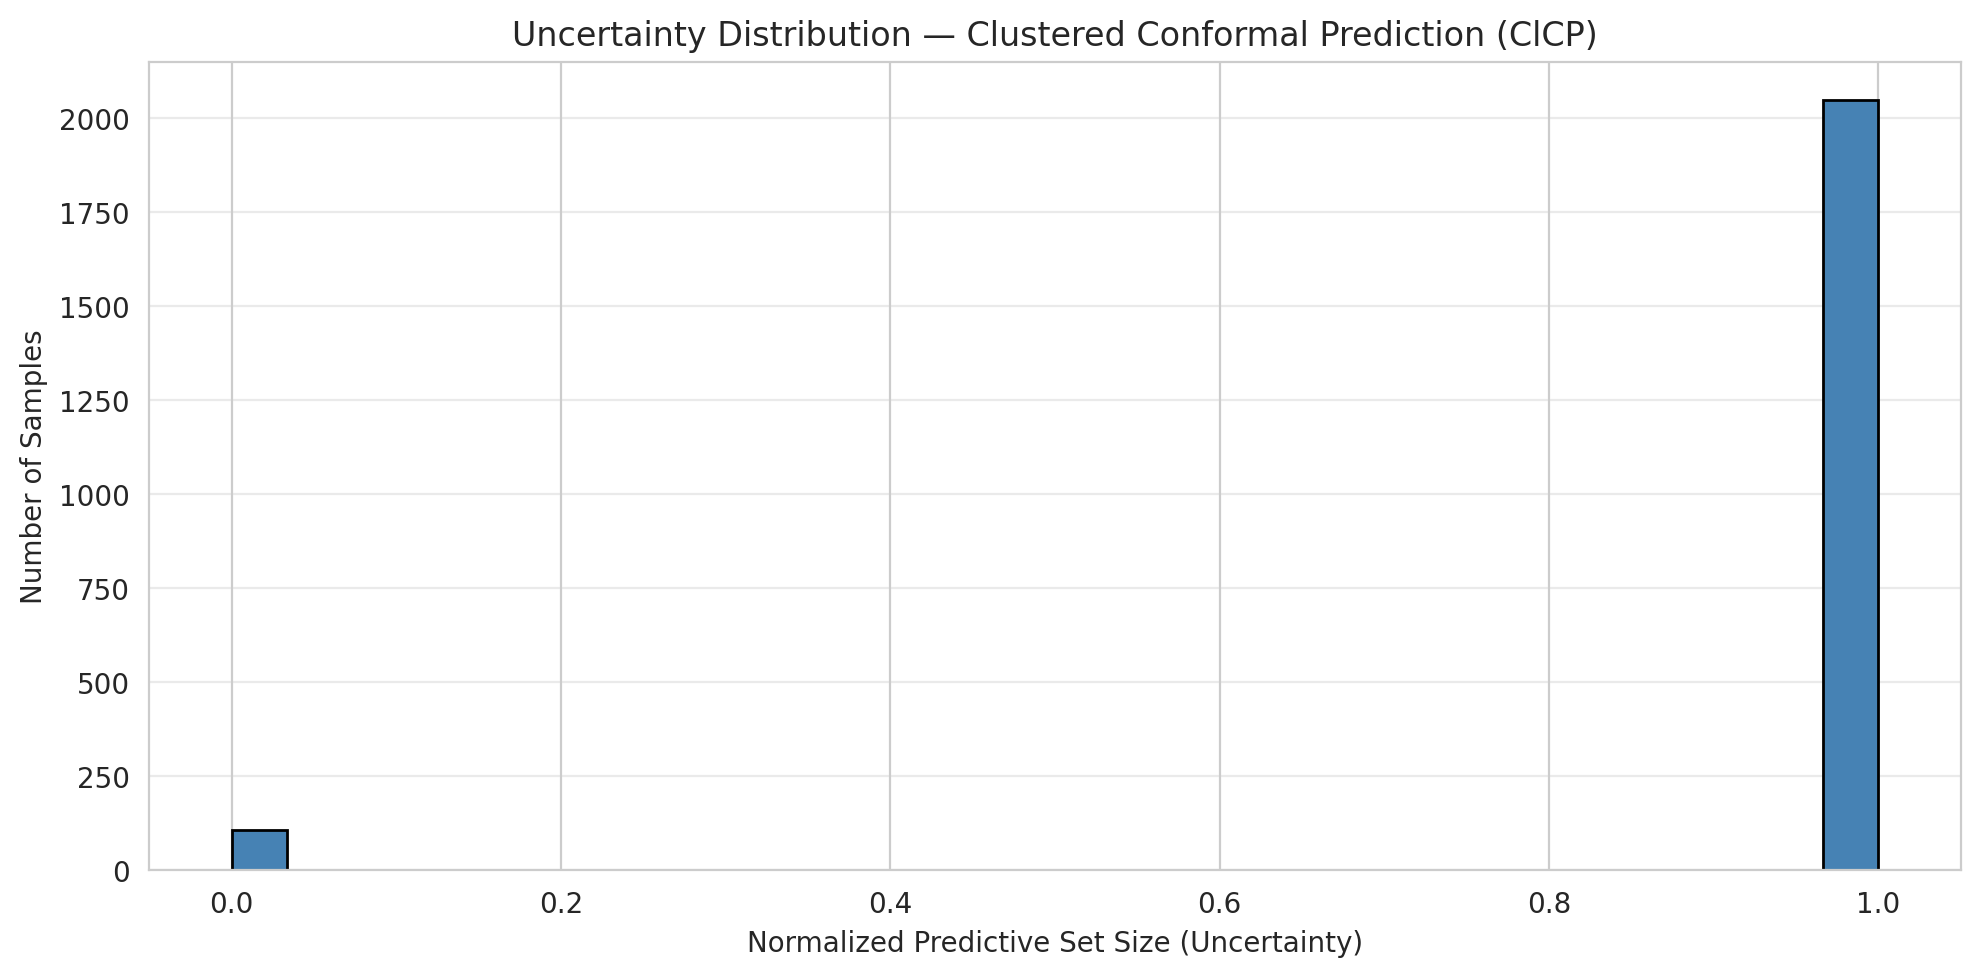 Uncertainty Distribution — Clustered Conformal Prediction (ClCP)
Number of Samples
2000
1750
1500
1250
1000
750
500
250
0
0.0 0.2 0.4 0.6 0.8 1.0
Normalized Predictive Set Size (Uncertainty)